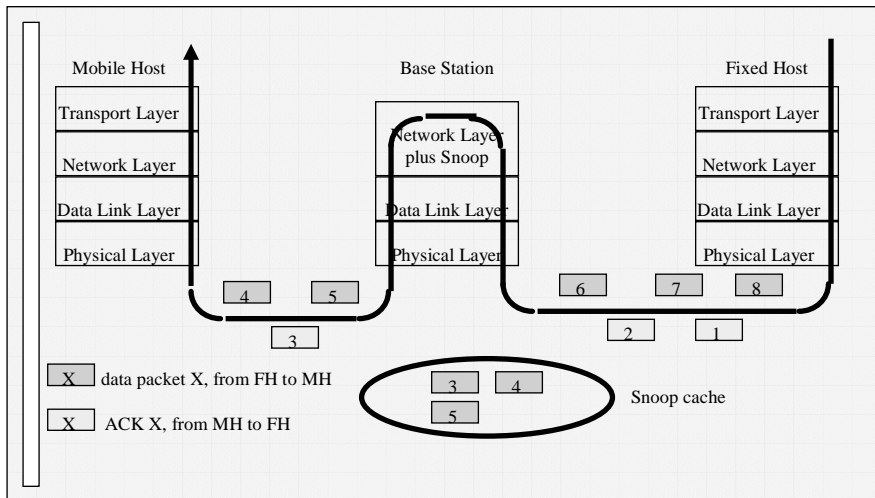 Mobile Host
Base Station
Fixed Host
Transport Layer
Network Layer
Data Link Layer
Physical Layer
Network Layer
plus Snoop
Data Link Layer
Physical Layer
Transport Layer
Network Layer
Data Link Layer
Physical Layer
4 5
3
6 7 8
2 1
X data packet X, from FH to MH
X ACK X, from MH to FH
3 4
5
Snoop cache